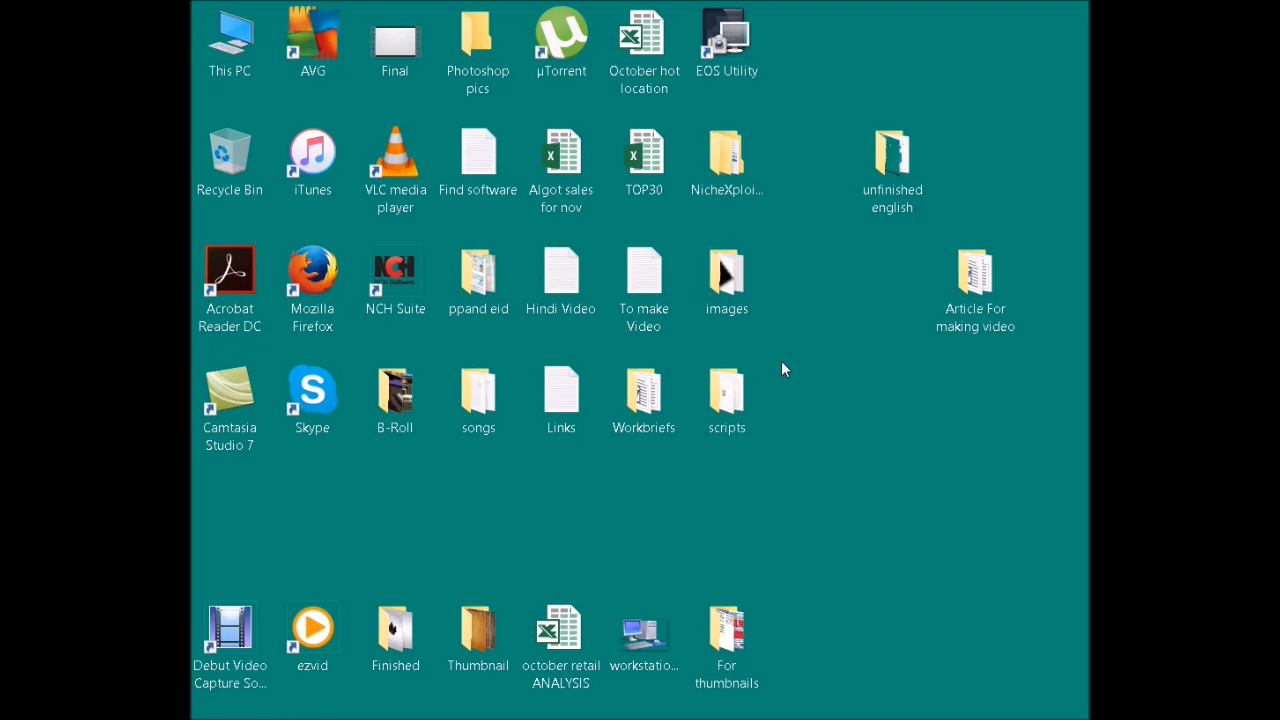 This PC
AVG
Final
Photoshop
pics
µTorrent
October hot
location
EOS Utility
Recycle Bin
iTunes
VLC media
player
Find software
Algot sales
for nov
TOP30
NicheXploi...
unfinished
english
Acrobat
Reader DC
Mozilla
Firefox
NCH
NCH Suite
ppand eid
Hindi Video
To make
Video
images
Article For
making video
Camtasia
Studio 7
Skype
B-Roll
songs
Links
Workbriefs
scripts
Debut Video
Capture So...
ezvid
Finished
Thumbnail
october retail
ANALYSIS
workstatio...
For
thumbnails